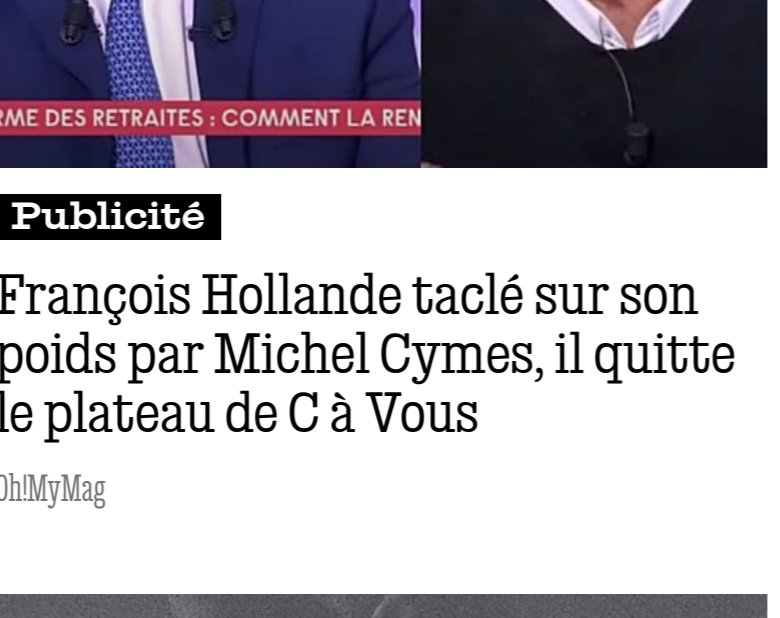 RME DES RETRAITES : COMMENT LA REN
Publicité
François Hollande taclé sur son
poids par Michel Cymes, il quitte
le plateau de C à Vous
Oh!MyMag